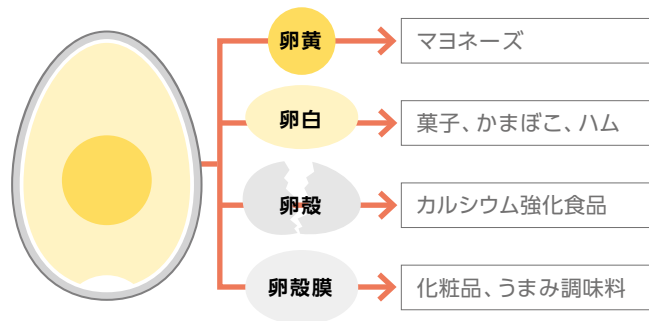 卵黄
マヨネーズ
卵白
菓子、かまぼこ、ハム
卵殻
カルシウム強化食品
卵殻膜
化粧品、うまみ調味料